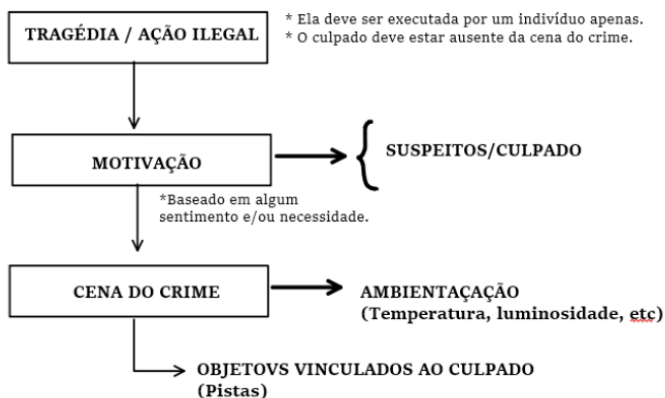 TRAGÉDIA / AÇÃO ILEGAL
* Ela deve ser executada por um indivíduo apenas.
* O culpado deve estar ausente da cena do crime.
MOTIVAÇÃO
SUSPEITOS/CULPADO
*Baseado em algum
sentimento e/ou necessidade.
CENA DO CRIME
AMBIENTAÇAÇÃO
(Temperatura, luminosidade, etc)
OBJETOVS VINCULADOS AO CULPADO
(Pistas)